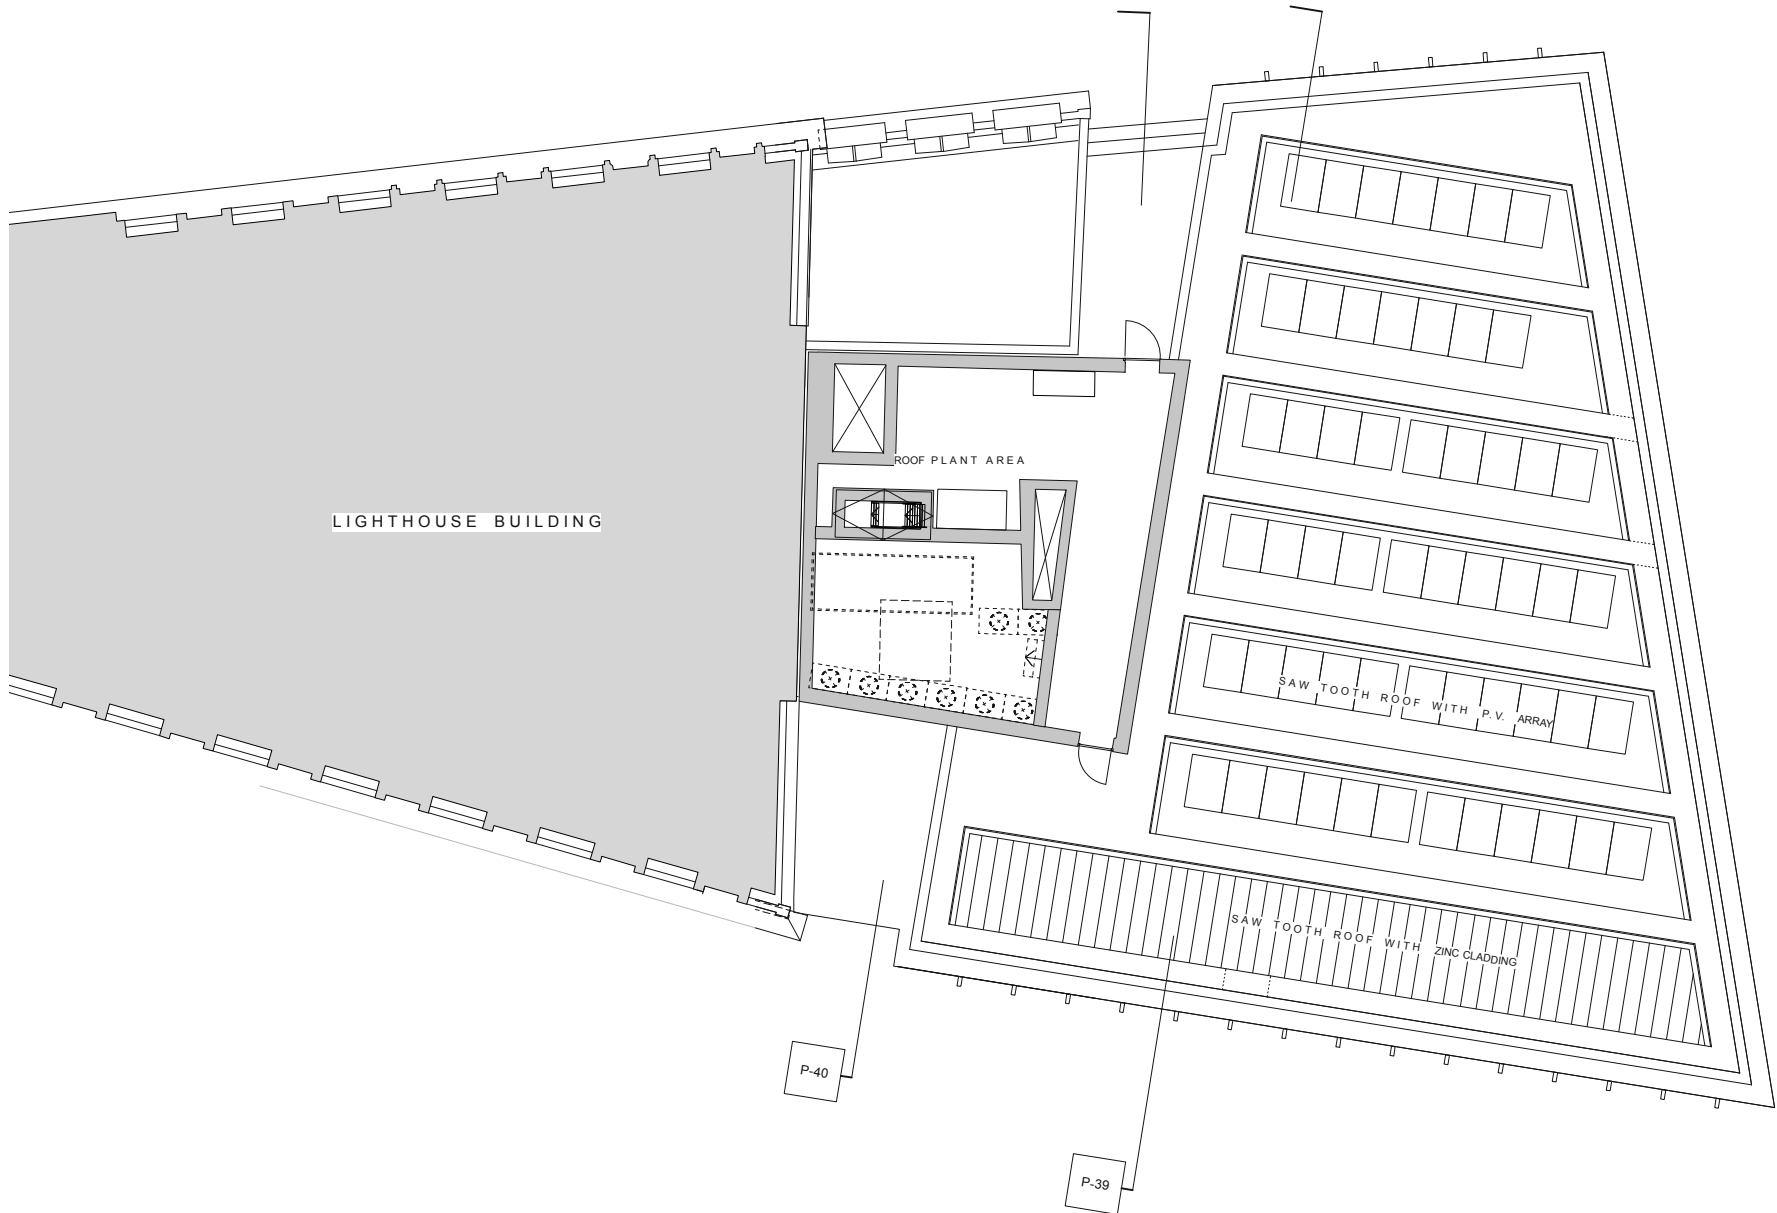 ROOF PLANT AREA
LIGHTHOUSE BUILDING
SAW TOOTH ROOF WITH P.V. ARRAY
SAW TOOTH ROOF WITH ZINC CLADDING
P-40
P-39